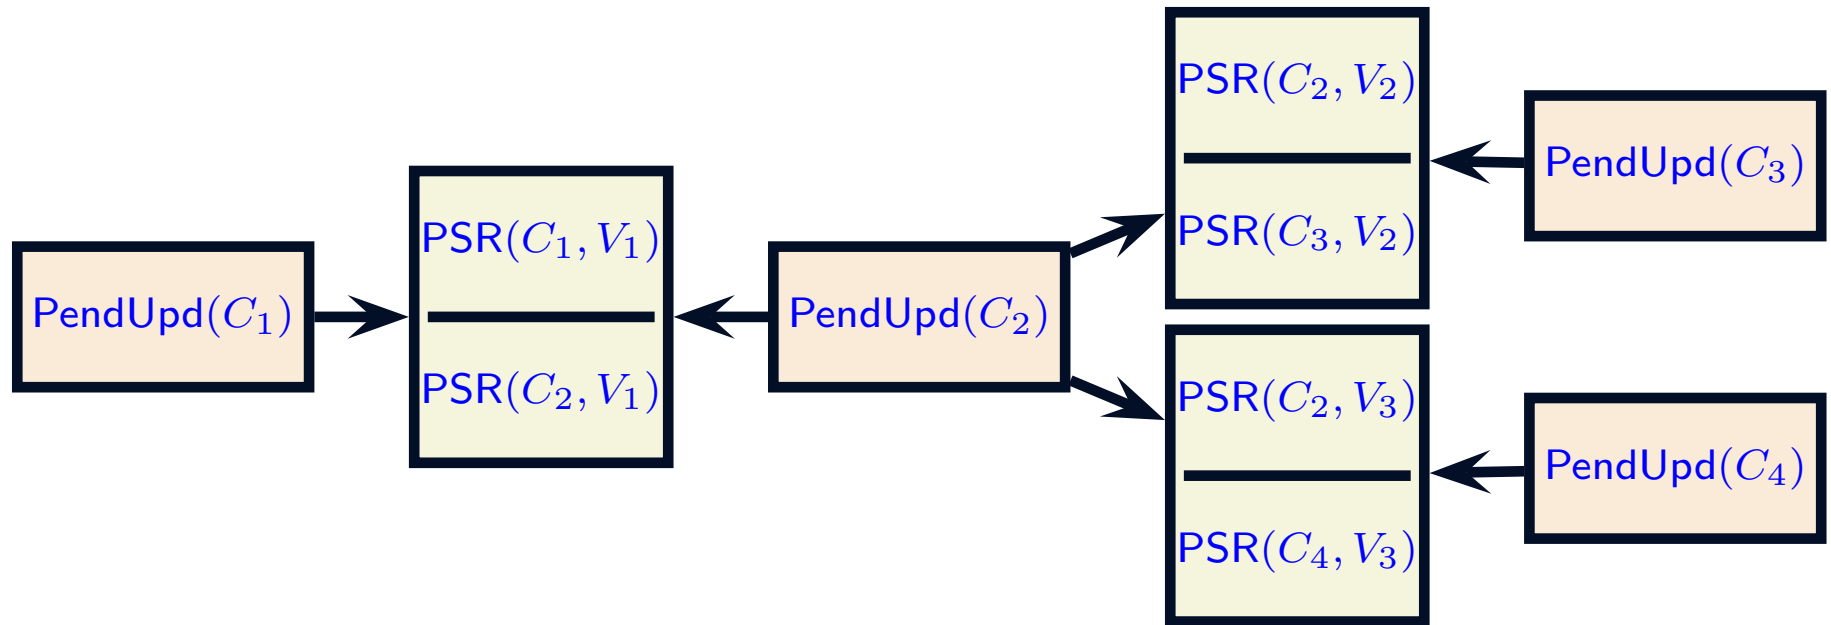 PendUpd(C₁)
PSR(C₁, V₁)
PSR(C₂, V₁)
PendUpd(C₂)
PSR(C₂, V₂)
PSR(C₃, V₂)
PSR(C₂, V₃)
PSR(C₄, V₃)
PendUpd(C₃)
PendUpd(C₄)